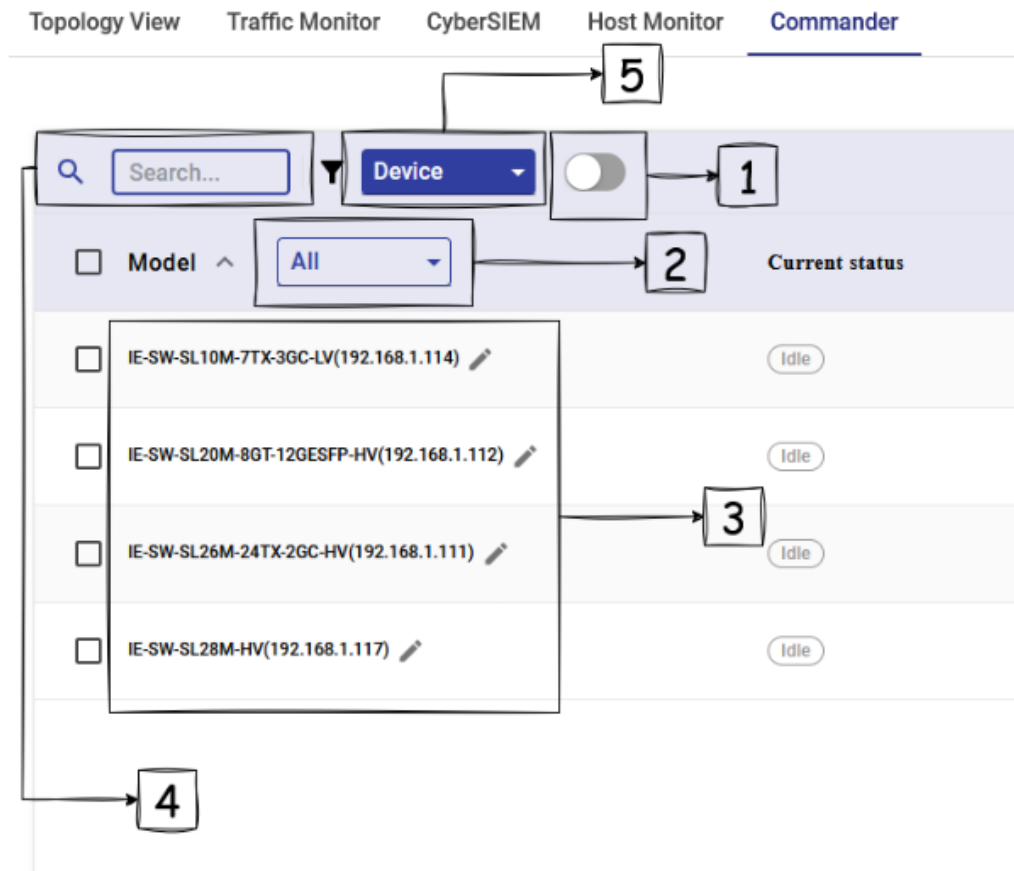 Topology View Traffic Monitor CyberSIEM Host Monitor Commander
5
Search... Device 1
Model All 2 Current status
IE-SW-SL10M-7TX-3GC-LV(192.168.1.114) Idle
IE-SW-SL20M-8GT-12GESFP-HV(192.168.1.112) Idle
3
IE-SW-SL26M-24TX-2GC-HV(192.168.1.111) Idle
IE-SW-SL28M-HV(192.168.1.117) Idle
4